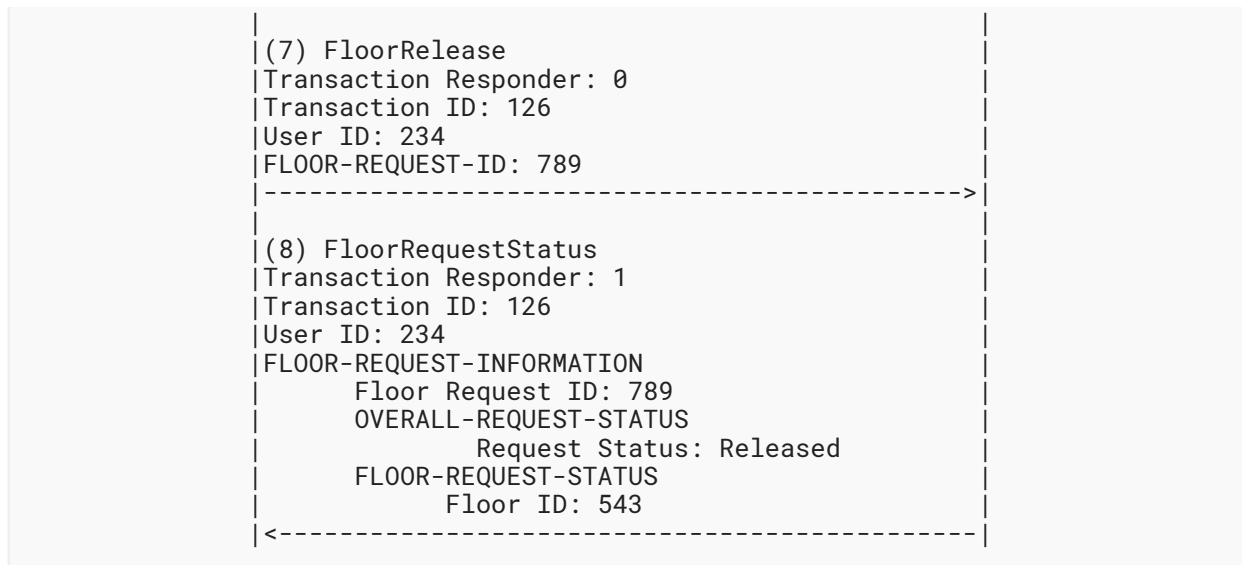 |                                               |
|(7) FloorRelease                               |
|Transaction Responder: 0                       |
|Transaction ID: 126                            |
|User ID: 234                                   |
|FLOOR-REQUEST-ID: 789                          |
|---------------------------------------------->|
|                                               |
|(8) FloorRequestStatus                         |
|Transaction Responder: 1                       |
|Transaction ID: 126                            |
|User ID: 234                                   |
|FLOOR-REQUEST-INFORMATION                      |
|      Floor Request ID: 789                    |
|      OVERALL-REQUEST-STATUS                   |
|              Request Status: Released         |
|      FLOOR-REQUEST-STATUS                     |
|            Floor ID: 543                      |
|<----------------------------------------------|